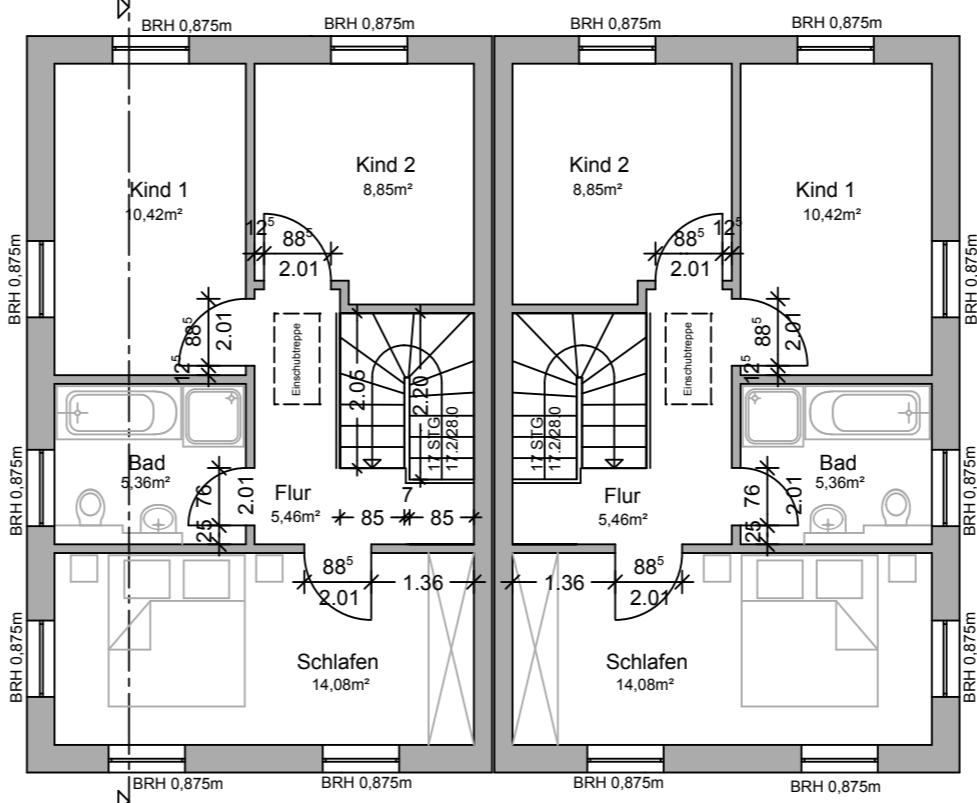 BRH 0,875m
BRH 0,875m
BRH 0,875m
BRH 0,875m
Kind 1
10,42m²
Kind 2
8,85m²
Kind 2
8,85m²
Kind 1
10,42m²
12⁵
88⁵
2.01
88⁵
2.01
12⁵
BRH 0,875m
BRH 0,875m
12⁵
88⁵
2.01
Einschubtreppe
2.05
2.20
17 STG
17.2/28.0
17 STG
17.2/28.0
Einschubtreppe
12⁵
88⁵
2.01
BRH 0,875m
Bad
5,36m²
25
76
2.01
Flur
5,46m²
7
85
85
Flur
5,46m²
25
76
2.01
Bad
5,36m²
BRH 0,875m
88⁵
2.01
1.36
1.36
88⁵
2.01
BRH 0,875m
Schlafen
14,08m²
Schlafen
14,08m²
BRH 0,875m
BRH 0,875m
BRH 0,875m
BRH 0,875m
BRH 0,875m